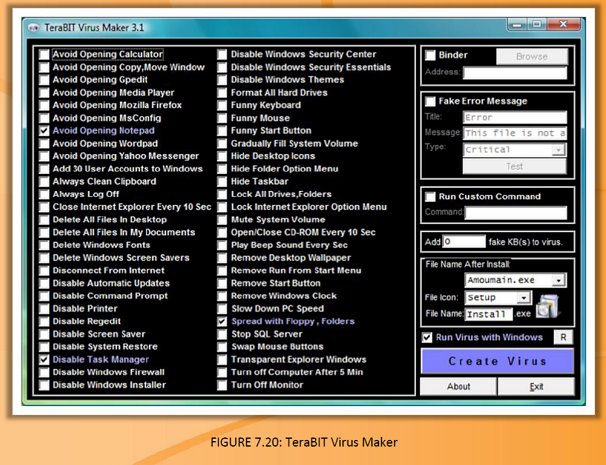 TeraBIT Virus Maker 3.1
Avoid Opening Calculator
Avoid Opening Copy,Move Window
Avoid Opening Gpedit
Avoid Opening Media Player
Avoid Opening Mozilla Firefox
Avoid Opening MsConfig
Avoid Opening Notepad
Avoid Opening Wordpad
Avoid Opening Yahoo Messenger
Add 30 User Accounts to Windows
Always Clean Clipboard
Always Log Off
Close Internet Explorer Every 10 Sec
Delete All Files In Desktop
Delete All Files In My Documents
Delete Windows Fonts
Delete Windows Screen Savers
Disconnect From Internet
Disable Automatic Updates
Disable Command Prompt
Disable Printer
Disable Regedit
Disable Screen Saver
Disable System Restore
Disable Task Manager
Disable Windows Firewall
Disable Windows Installer
Disable Windows Security Center
Disable Windows Security Essentials
Disable Windows Themes
Format All Hard Drives
Funny Keyboard
Funny Mouse
Funny Start Button
Gradually Fill System Volume
Hide Desktop Icons
Hide Folder Option Menu
Hide Taskbar
Lock All Drives,Folders
Lock Internet Explorer Option Menu
Mute System Volume
Open/Close CD-ROM Every 10 Sec
Play Beep Sound Every Sec
Remove Desktop Wallpaper
Remove Run From Start Menu
Remove Start Button
Remove Windows Clock
Slow Down PC Speed
Spread with Floppy , Folders
Stop SQL Server
Swap Mouse Buttons
Transparent Explorer Windows
Turn off Computer After 5 Min
Turn Off Monitor
Binder Browse
Address:
Fake Error Message
Title: Error
Message: This file is not a
Type: Critical
Test
Run Custom Command
Command:
Add 0 fake KB(s) to virus.
File Name After Install:
Amoumain.exe
File Icon: Setup
File Name: Install .exe
Run Virus with Windows R
Create Virus
About Exit
FIGURE 7.20: TeraBIT Virus Maker